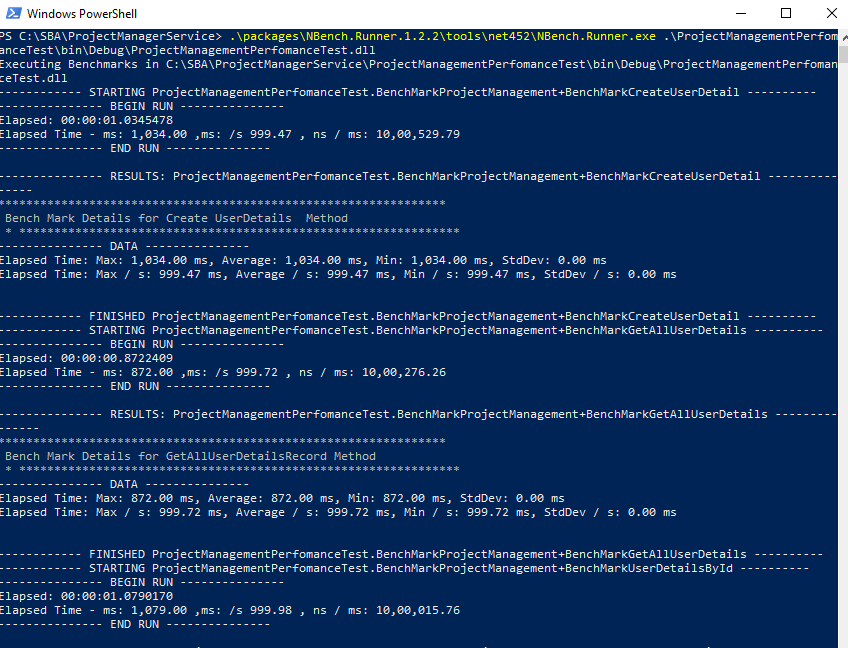 Windows PowerShell
PS C:\SBA\ProjectManagerService> .\packages\NBench.Runner.1.2.2\tools\net452\NBench.Runner.exe .\ProjectManagementPerfom
anceTest\bin\Debug\ProjectManagementPerfomanceTest.dll
Executing Benchmarks in C:\SBA\ProjectManagerService\ProjectManagementPerfomanceTest\bin\Debug\ProjectManagementPerfoman
ceTest.dll
------------ STARTING ProjectManagementPerfomanceTest.BenchMarkProjectManagement+BenchMarkCreateUserDetail ----------
--------------- BEGIN RUN ---------------
Elapsed: 00:00:01.0345478
Elapsed Time - ms: 1,034.00 ,ms: /s 999.47 , ns / ms: 10,00,529.79
--------------- END RUN ---------------
--------------- RESULTS: ProjectManagementPerfomanceTest.BenchMarkProjectManagement+BenchMarkCreateUserDetail ----------
-----
*****************************************************************
Bench Mark Details for Create UserDetails  Method
* ****************************************************************
--------------- DATA ---------------
Elapsed Time: Max: 1,034.00 ms, Average: 1,034.00 ms, Min: 1,034.00 ms, StdDev: 0.00 ms
Elapsed Time: Max / s: 999.47 ms, Average / s: 999.47 ms, Min / s: 999.47 ms, StdDev / s: 0.00 ms
------------ FINISHED ProjectManagementPerfomanceTest.BenchMarkProjectManagement+BenchMarkCreateUserDetail ----------
------------ STARTING ProjectManagementPerfomanceTest.BenchMarkProjectManagement+BenchMarkGetAllUserDetails ----------
--------------- BEGIN RUN ---------------
Elapsed: 00:00:00.8722409
Elapsed Time - ms: 872.00 ,ms: /s 999.72 , ns / ms: 10,00,276.26
--------------- END RUN ---------------
--------------- RESULTS: ProjectManagementPerfomanceTest.BenchMarkProjectManagement+BenchMarkGetAllUserDetails ---------
------
*****************************************************************
Bench Mark Details for GetAllUserDetailsRecord Method
* ****************************************************************
--------------- DATA ---------------
Elapsed Time: Max: 872.00 ms, Average: 872.00 ms, Min: 872.00 ms, StdDev: 0.00 ms
Elapsed Time: Max / s: 999.72 ms, Average / s: 999.72 ms, Min / s: 999.72 ms, StdDev / s: 0.00 ms
------------ FINISHED ProjectManagementPerfomanceTest.BenchMarkProjectManagement+BenchMarkGetAllUserDetails ----------
------------ STARTING ProjectManagementPerfomanceTest.BenchMarkProjectManagement+BenchMarkUserDetailsById ----------
--------------- BEGIN RUN ---------------
Elapsed: 00:00:01.0790170
Elapsed Time - ms: 1,079.00 ,ms: /s 999.98 , ns / ms: 10,00,015.76
--------------- END RUN ---------------